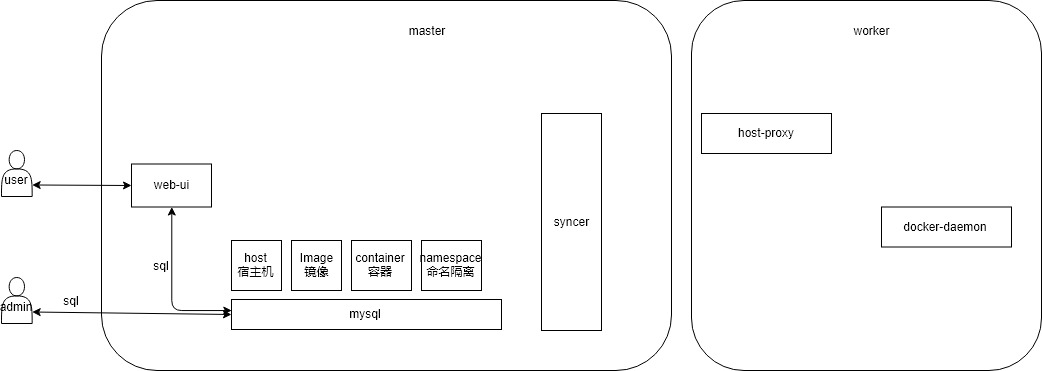 master
worker
host-proxy
user
web-ui
syncer
docker-daemon
sql
host
宿主机
Image
镜像
container
容器
namespace
命名隔离
admin
sql
mysql